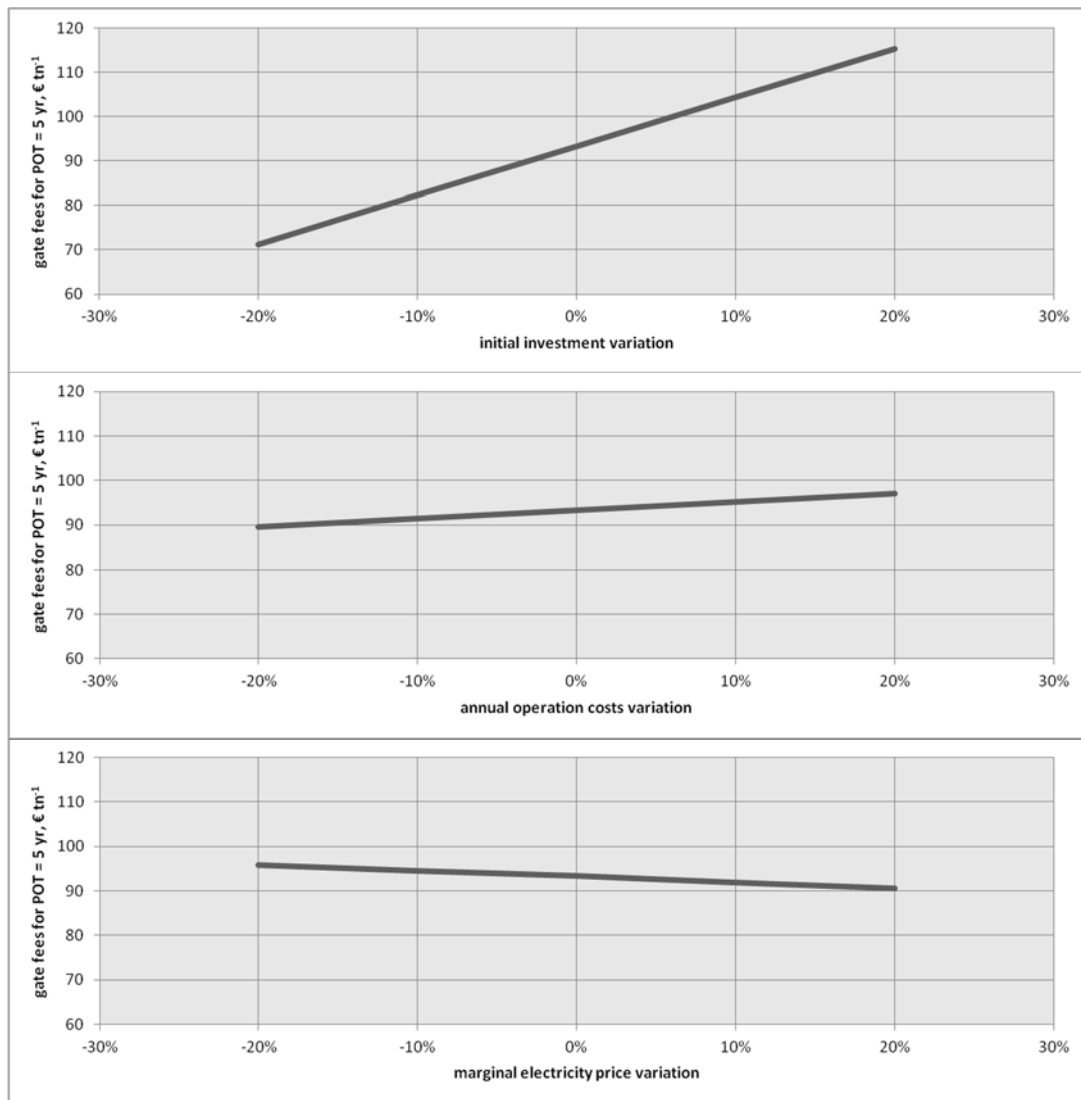 120
110
100
90
80
70
60
gate fees for POT = 5 yr, € tn⁻¹
-30% -20% -10% 0% 10% 20% 30%
initial investment variation
120
110
100
90
80
70
60
gate fees for POT = 5 yr, € tn⁻¹
-30% -20% -10% 0% 10% 20% 30%
annual operation costs variation
120
110
100
90
80
70
60
gate fees for POT = 5 yr, € tn⁻¹
-30% -20% -10% 0% 10% 20% 30%
marginal electricity price variation